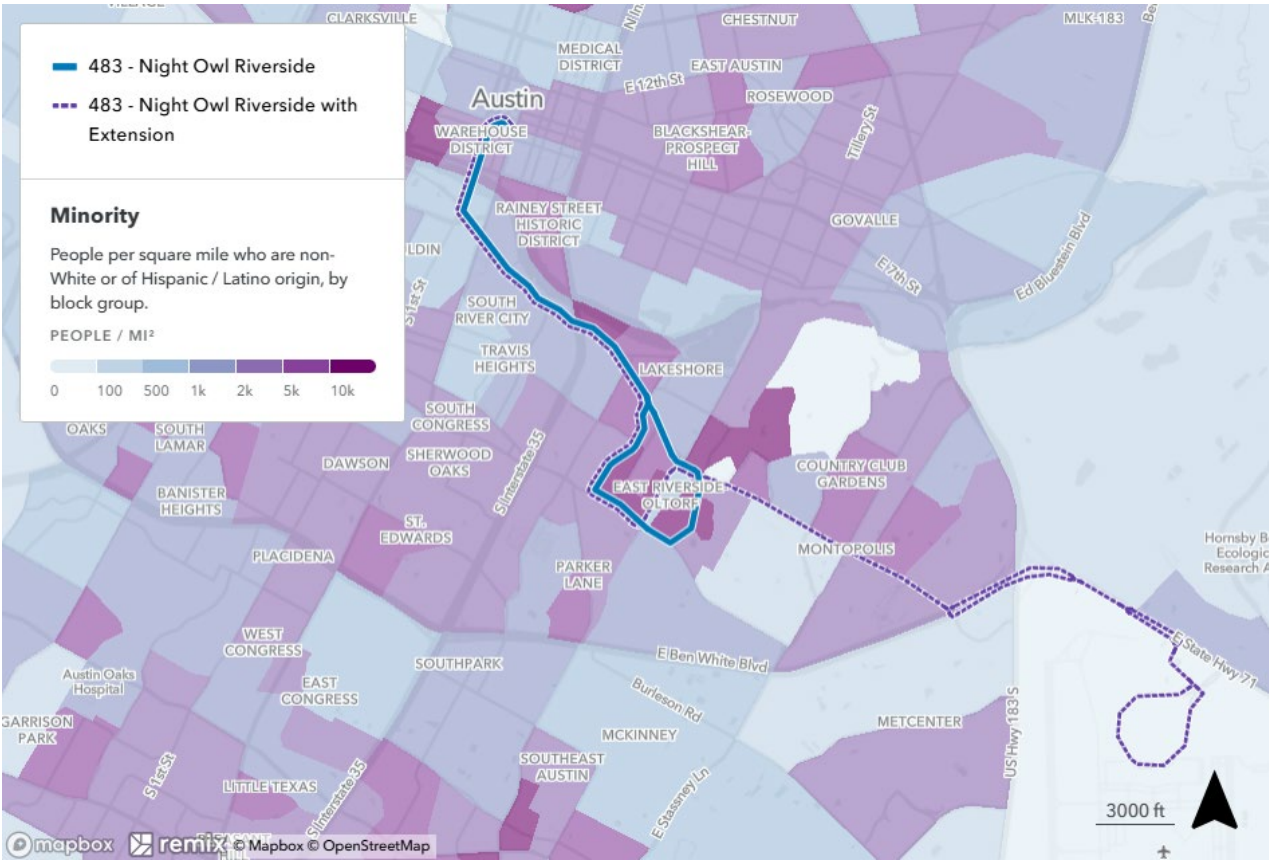 VILLAGE
CLARKSVILLE
CHESTNUT
MLK-183
483 - Night Owl Riverside
483 - Night Owl Riverside with
Extension
Minority
People per square mile who are non-
White or of Hispanic / Latino origin, by
block group.
PEOPLE / MI²
0 100 500 1k 2k 5k 10k
MEDICAL
DISTRICT
E 12th St
EAST AUSTIN
ROSEWOOD
Austin
WAREHOUSE
DISTRICT
BLACKSHEAR-
PROSPECT
HILL
Tillery St
RAINEY STREET
HISTORIC
DISTRICT
GOVALLE
LDIN
E 7th St
Ed Bluestein Blvd
S 1st St
SOUTH
RIVER CITY
TRAVIS
HEIGHTS
LAKESHORE
SOUTH
CONGRESS
OAKS
SOUTH
LAMAR
DAWSON
SHERWOOD
OAKS
S Interstate 35
COUNTRY CLUB
GARDENS
EAST RIVERSIDE
OLTORF
BANISTER
HEIGHTS
ST.
EDWARDS
PLACIDENA
MONTOPOLIS
Hornsby B
Ecologic
Research A
PARKER
LANE
WEST
CONGRESS
SOUTHPARK
E Ben White Blvd
E State Hwy 71
Austin Oaks
Hospital
EAST
CONGRESS
Burleson Rd
GARRISON
PARK
MCKINNEY
METCENTER
US Hwy 183 S
SOUTHEAST
AUSTIN
S 1st St
LITTLE TEXAS
S Interstate 35
E Stassney Ln
3000 ft
mapbox remix © Mapbox © OpenStreetMap